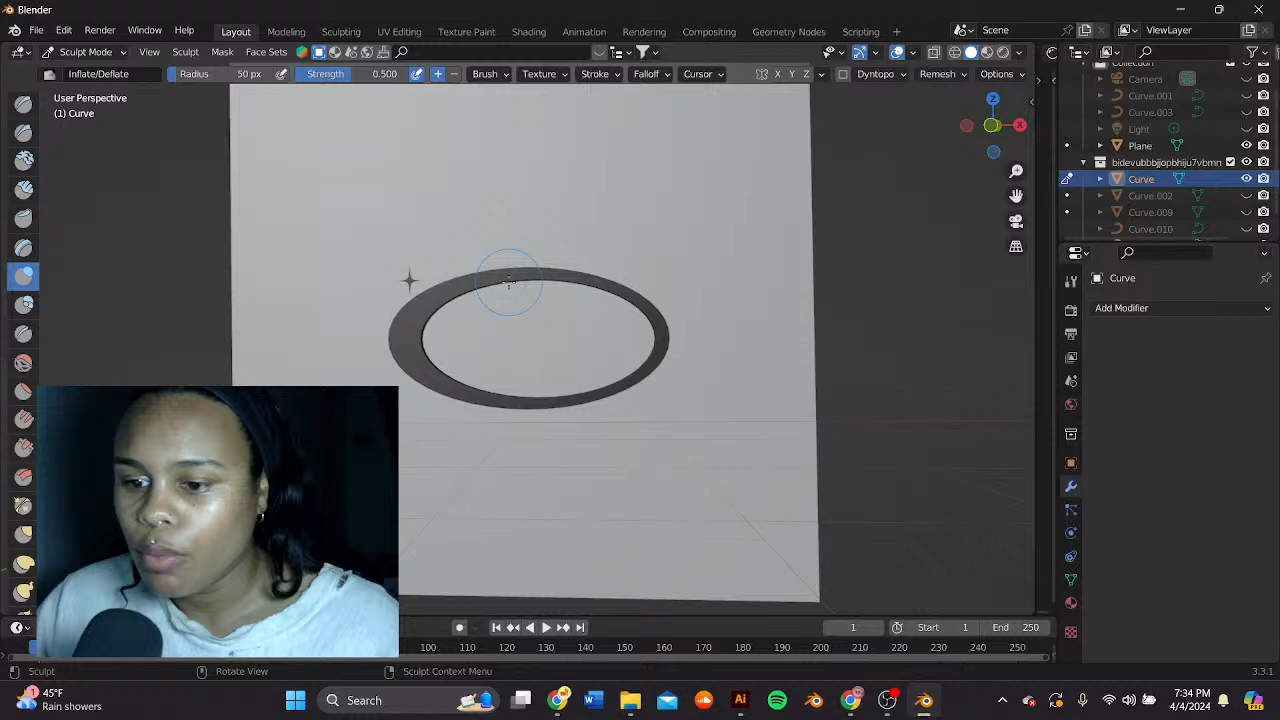 Blender
File Edit Render Window Help Layout Modeling Sculpting UV Editing Texture Paint Shading Animation Rendering Compositing Geometry Nodes Scripting Scene ViewLayer
Sculpt Mode View Sculpt Mask Face Sets
Inflate/Deflate Radius 50 px Strength 0.500 Brush Texture Stroke Falloff Cursor X Y Z Dyntopo Remesh Options
User Perspective
(1) Curve
Z
X
Collection
Camera
Curve.001
Curve.003
Light
Plane
bidevubbbjjopbhiju7vbmn
Curve
Curve.002
Curve.009
Curve.010
Curve
Add Modifier
1 Start 1 End 250
100 110 120 130 140 150 160 170 180 190 200 210 220 230 240 250
Sculpt Rotate View Sculpt Context Menu 3.3.1
1 45°F
Rain showers
Search
Ai
W
7:34 PM
4/4/2024
PRE